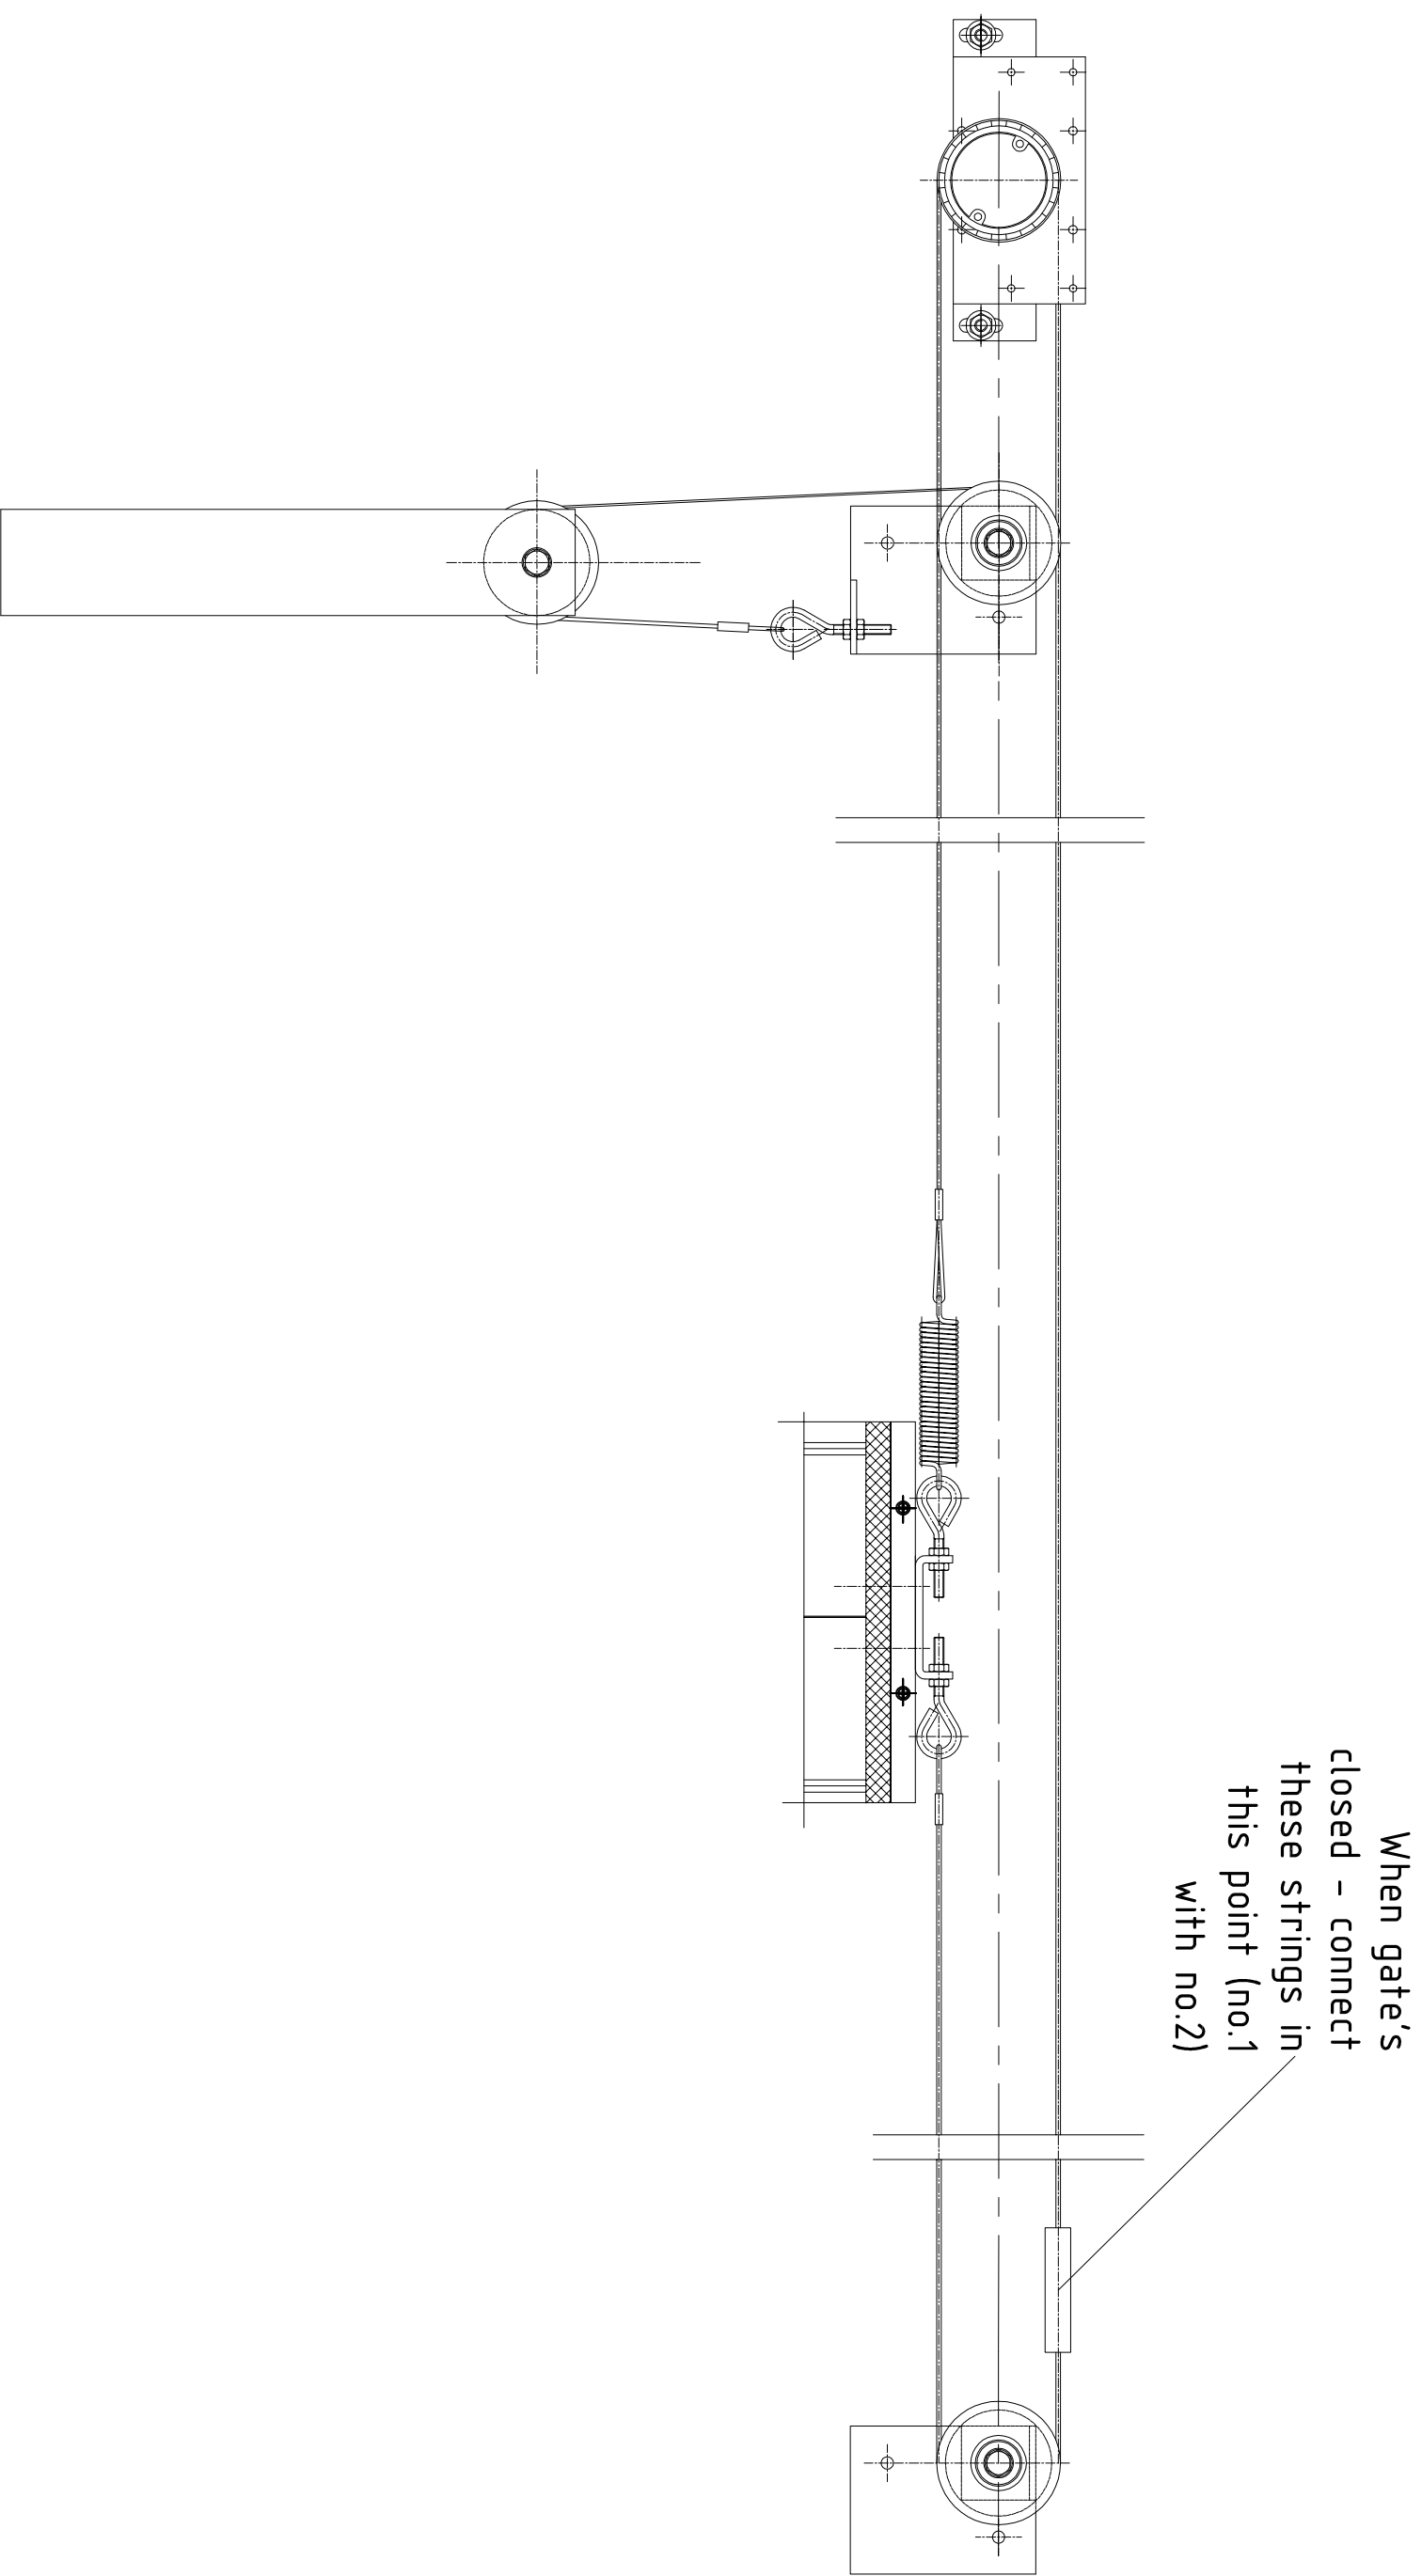 When gate's
closed - connect
these strings in
this point (no.1
with no.2)